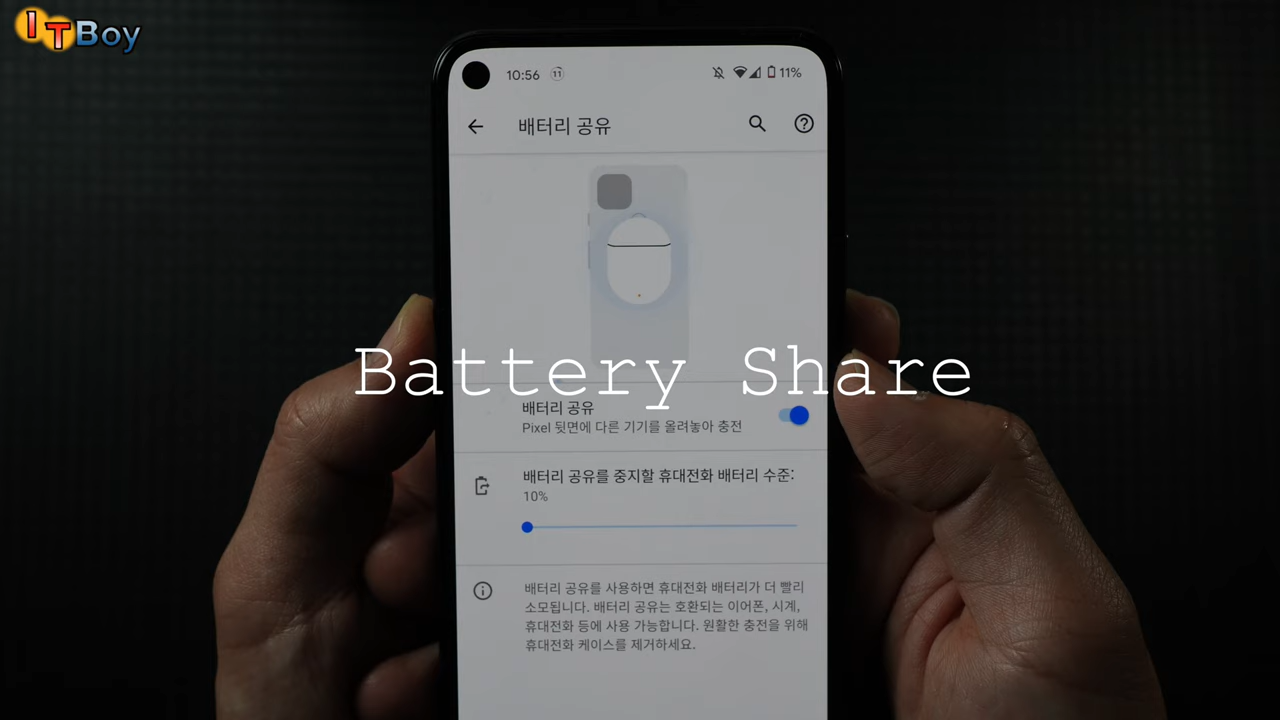 ITBoy
10:56 11 11%
배터리 공유
Battery Share
배터리 공유
Pixel 뒷면에 다른 기기를 올려놓아 충전
배터리 공유를 중지할 휴대전화 배터리 수준:
10%
배터리 공유를 사용하면 휴대전화 배터리가 더 빨리
소모됩니다. 배터리 공유는 호환되는 이어폰, 시계,
휴대전화 등에 사용 가능합니다. 원활한 충전을 위해
휴대전화 케이스를 제거하세요.